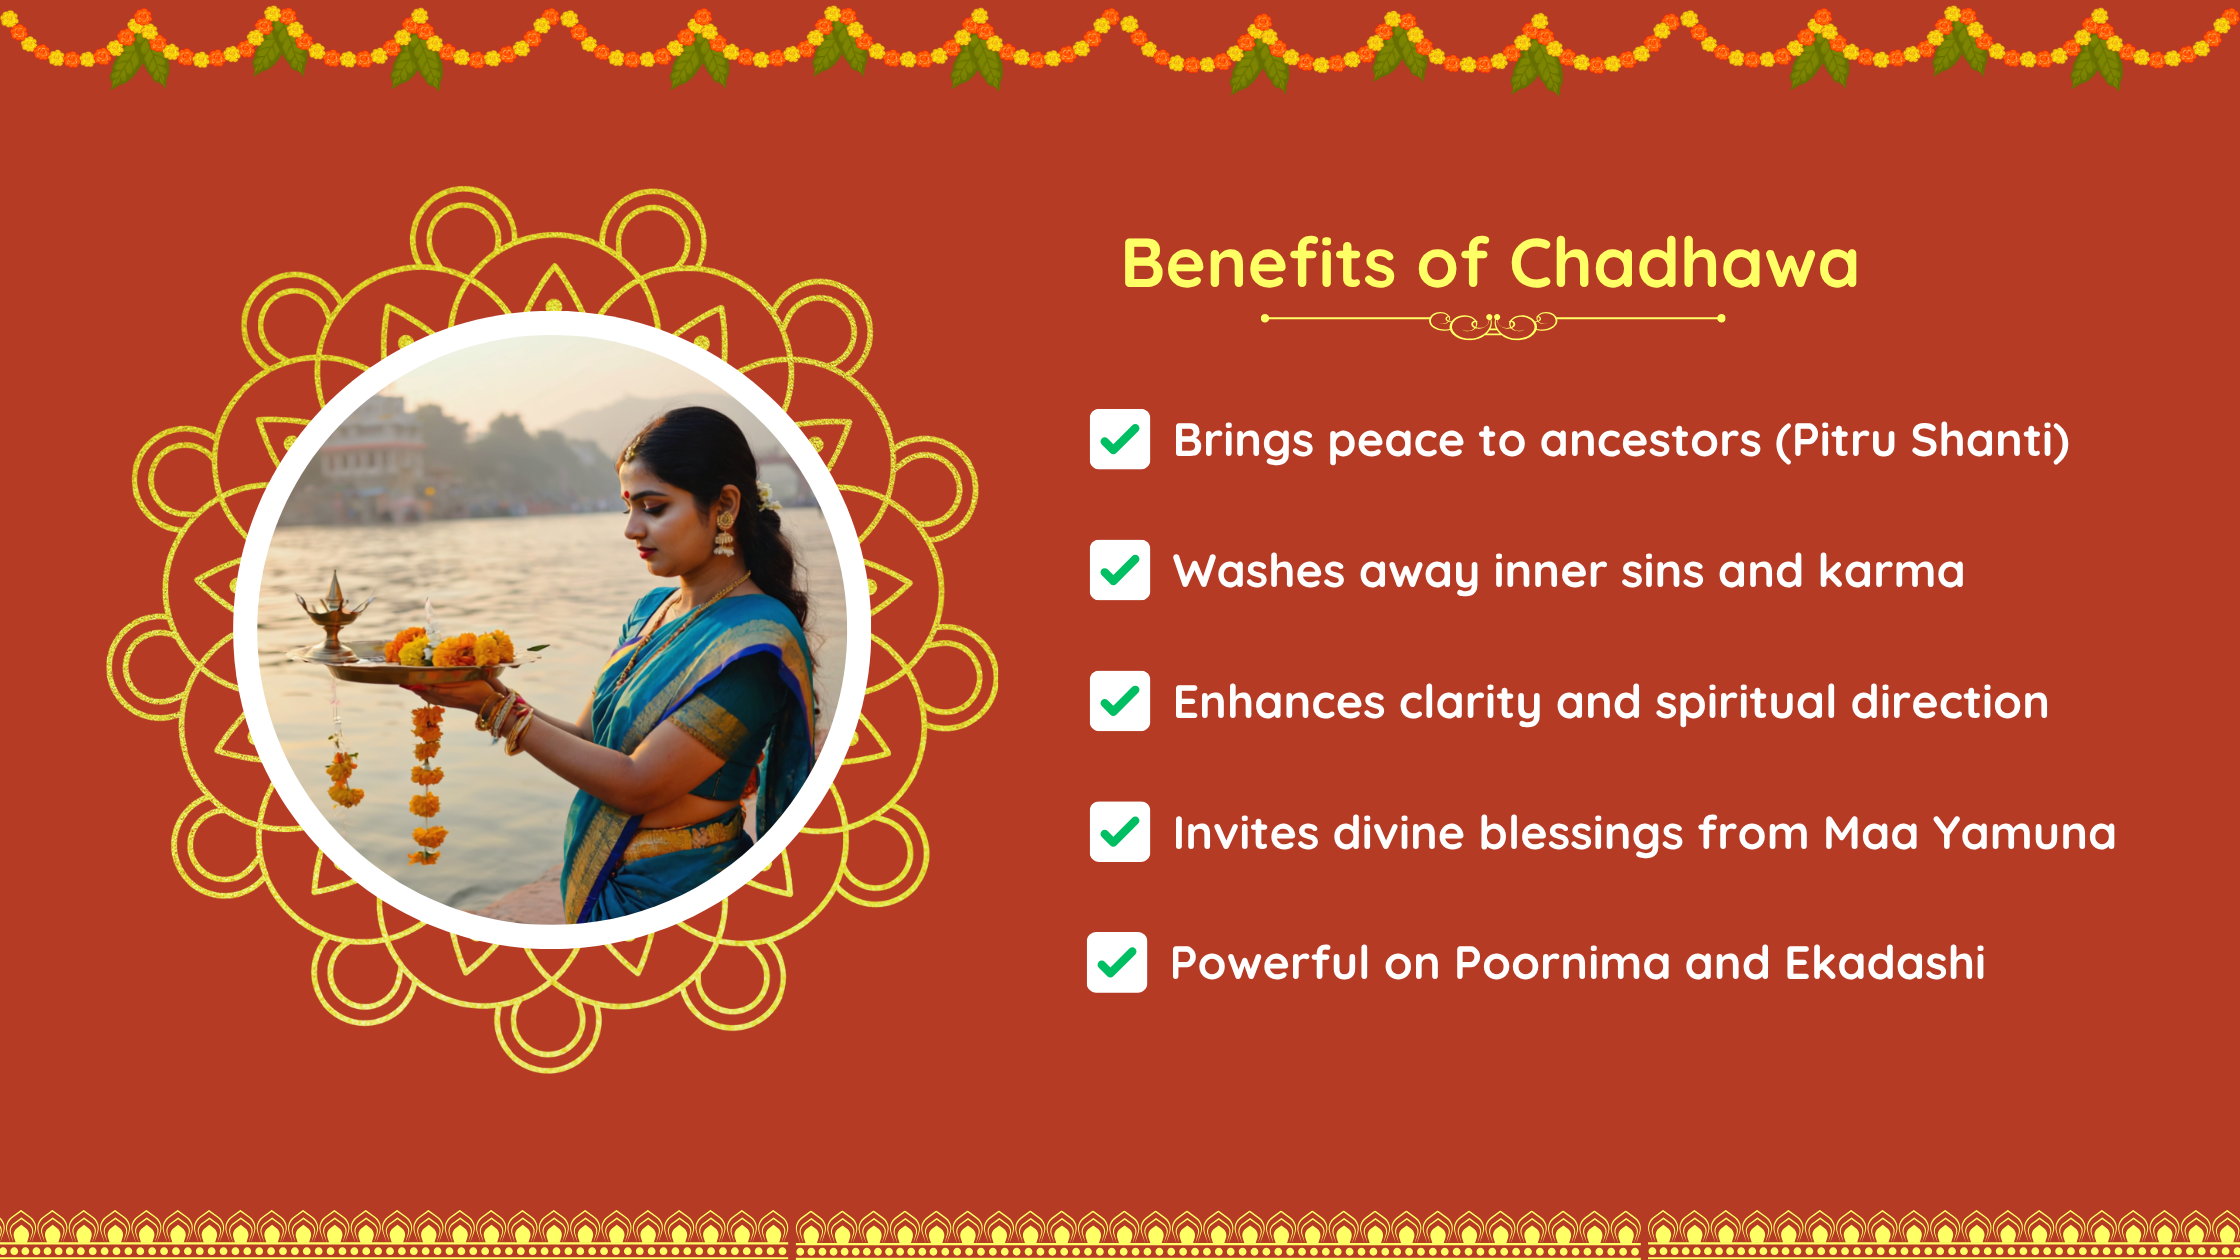 Benefits of Chadhawa
Brings peace to ancestors (Pitru Shanti)
Washes away inner sins and karma
Enhances clarity and spiritual direction
Invites divine blessings from Maa Yamuna
Powerful on Poornima and Ekadashi